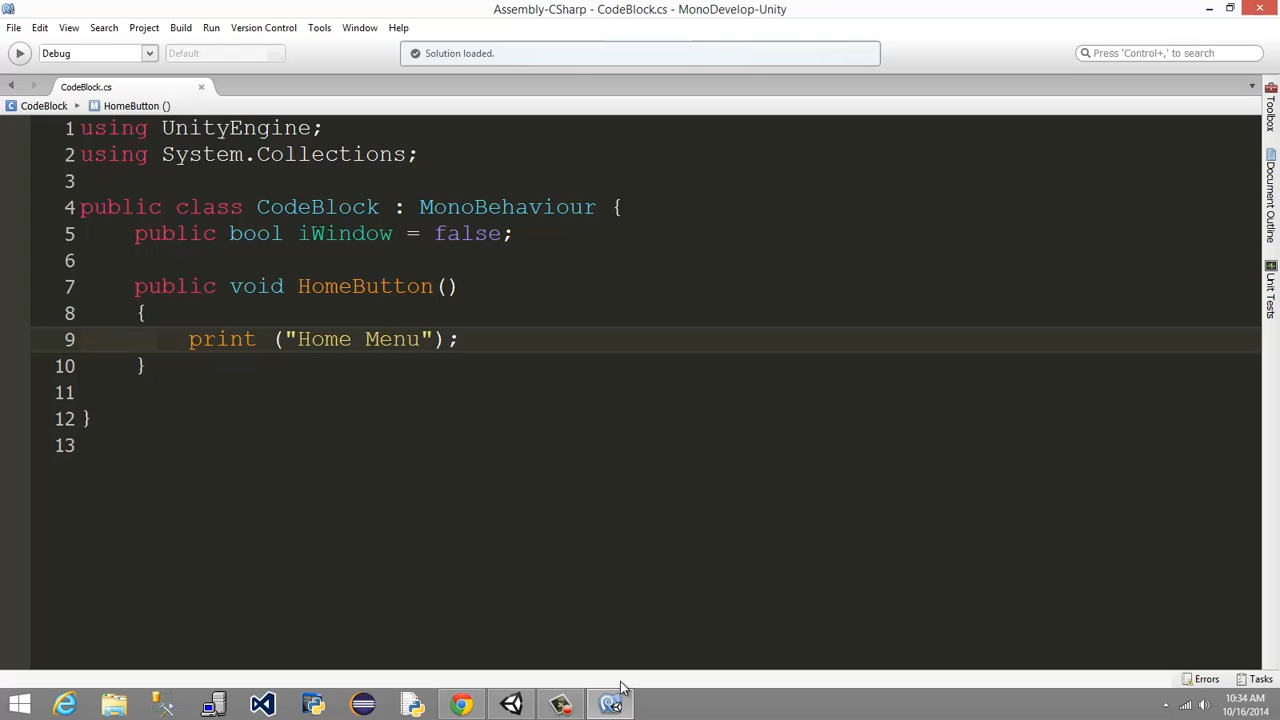 Assembly-CSharp - CodeBlock.cs - MonoDevelop-Unity
File Edit View Search Project Build Run Version Control Tools Window Help
Debug Default Solution loaded. Press 'Control+,' to search
CodeBlock.cs
CodeBlock HomeButton ()
1 using UnityEngine;
2 using System.Collections;
3
4 public class CodeBlock : MonoBehaviour {
5 public bool iWindow = false;
6
7 public void HomeButton()
8 {
9 print ("Home Menu");
10 }
11
12 }
13
Toolbox
Document Outline
Unit Tests
Errors Tasks
10:34 AM
10/16/2014